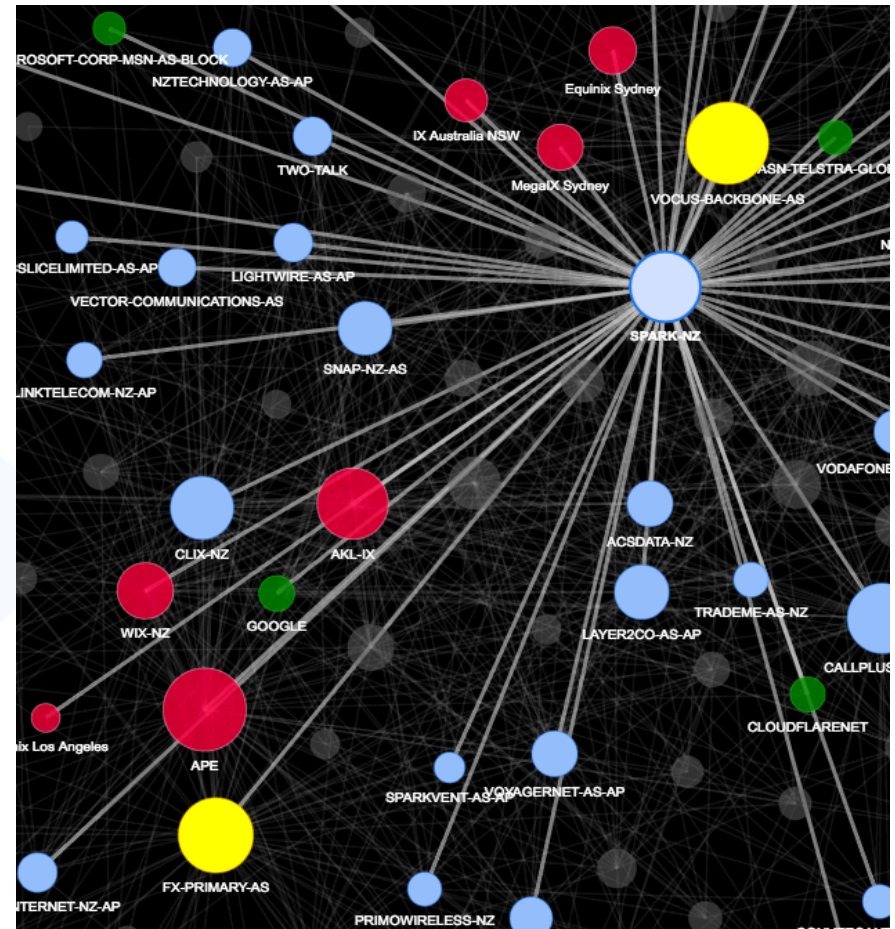 ROSOFT-CORP-MSN-AS-BLOCK
NZTECHNOLOGY-AS-AP
Equinix Sydney
IX Australia NSW
TWO-TALK
ASN-TELSTRA-GLO
MegaIX Sydney
VOCUS-BACKBONE-AS
N
SLICELIMITED-AS-AP
LIGHTWIRE-AS-AP
VECTOR-COMMUNICATIONS-AS
SPARK-NZ
SNAP-NZ-AS
LINKTELECOM-NZ-AP
VODAFONE
ACSDATA-NZ
CLIX-NZ
AKL-IX
TRADEME-AS-NZ
GOOGLE
WIX-NZ
LAYER2CO-AS-AP
CALLPLUS
CLOUDFLARENET
nix Los Angeles
APE
SPARKVENT-AS-AP
VOYAGERNET-AS-AP
FX-PRIMARY-AS
NTERNET-NZ-AP
PRIMOWIRELESS-NZ